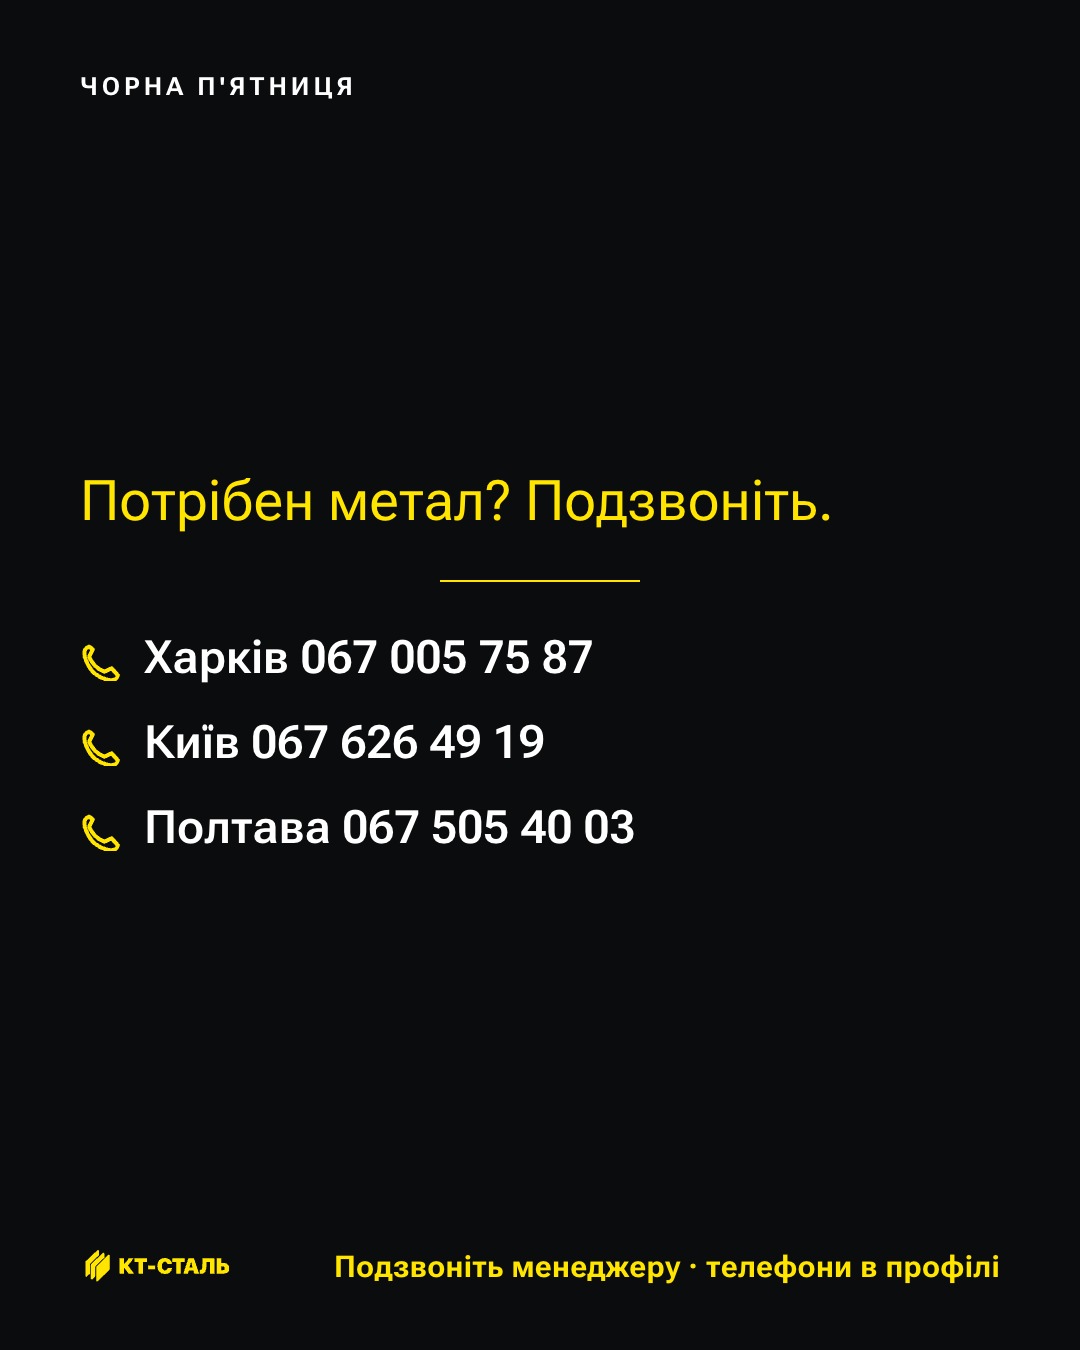 ЧОРНА П'ЯТНИЦЯ
Потрібен метал? Подзвоніть.
Харків 067 005 75 87
Київ 067 626 49 19
Полтава 067 505 40 03
КТ-СТАЛЬ
Подзвоніть менеджеру · телефони в профілі